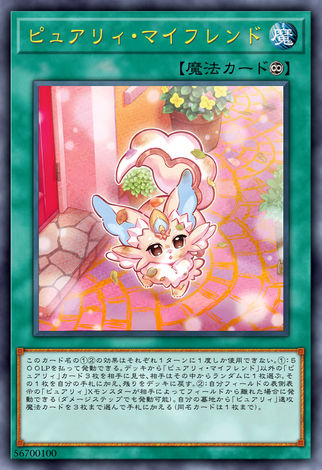 ピュアリィ・マイフレンド 魔
【魔法カード】
このカード名の①②の効果はそれぞれ1ターンに1度しか使用できない。①:5
00LPを払って発動できる。デッキから「ピュアリィ・マイフレンド」以外の「ピ
ュアリィ」カード3枚を相手に見せ、相手はその中からランダムに1枚選ぶ。そ
の1枚を自分の手札に加え、残りをデッキに戻す。②:自分フィールドの表側表
示の「ピュアリィ」Xモンスターが相手によってフィールドから離れた場合に発
動できる(ダメージステップでも発動可能)。自分の墓地から「ピュアリィ」速攻
魔法カードを3枚まで選んで手札に加える(同名カードは1枚まで)。
56700100